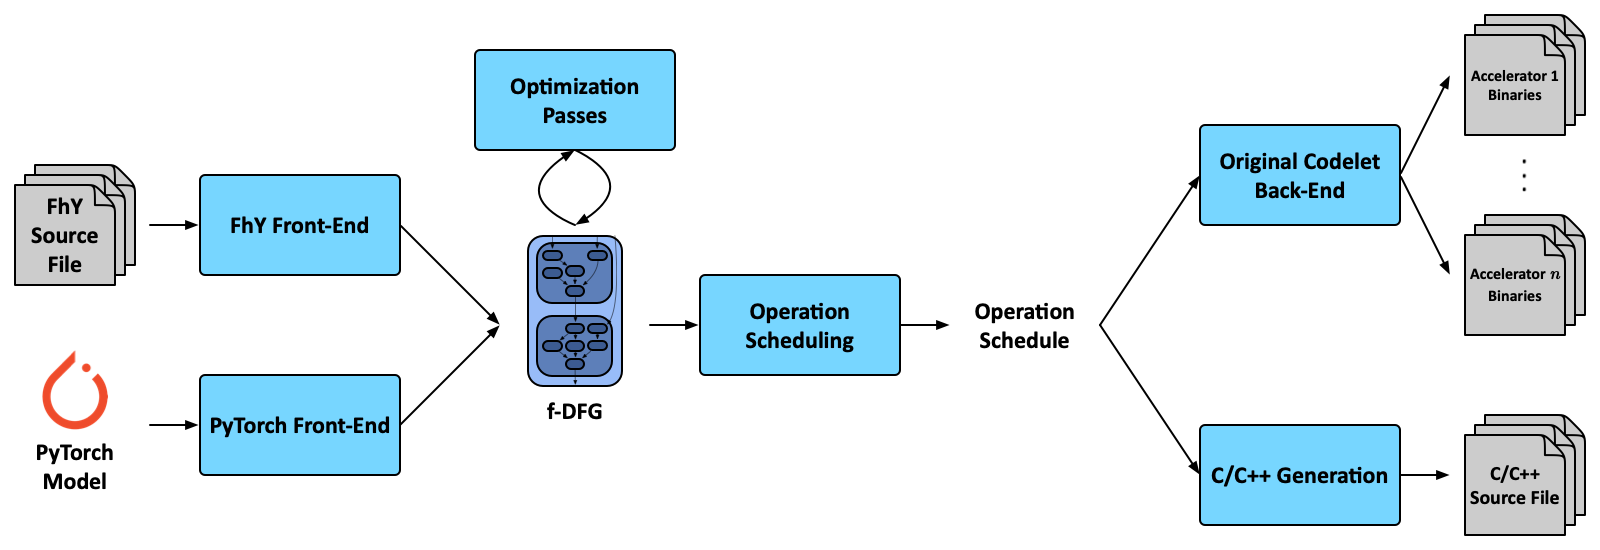 Optimization
Passes
FhY
Source
File
FhY Front-End
PyTorch
Model
PyTorch Front-End
f-DFG
Operation
Scheduling
Operation
Schedule
Original Codelet
Back-End
Accelerator 1
Binaries
Accelerator n
Binaries
C/C++ Generation
C/C++
Source File